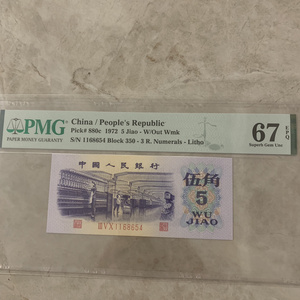 PMG
PAPER MONEY GUARANTY
China / People's Republic
Pick# 880c 1972 5 Jiao - W/Out Wmk
S/N 1168654 Block 350 - 3 R. Numerals - Litho
67 EPQ
Superb Gem Unc
中国人民银行
伍角
5
WU
JIAO
VX1168654